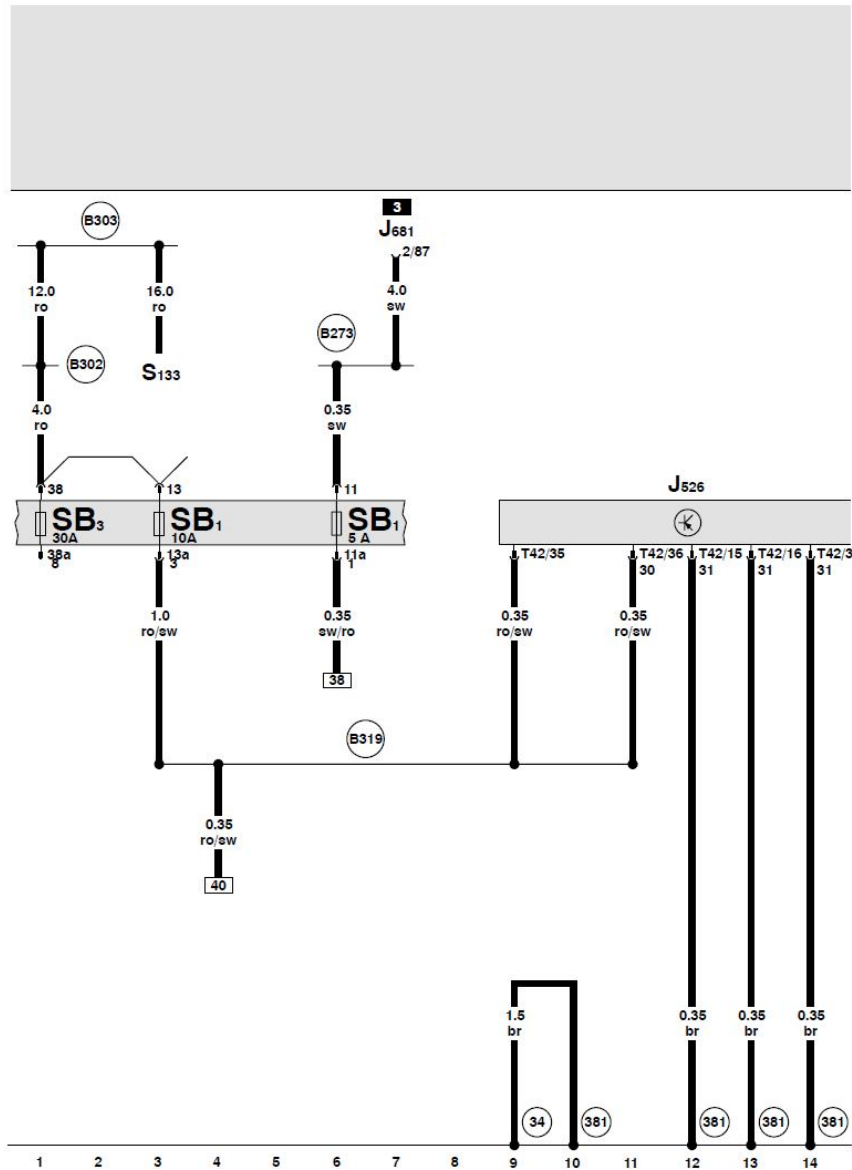 3
J681
2/87
B303
12.0
ro
16.0
ro
4.0
sw
B273
B302
S133
4.0
ro
0.35
sw
38
13
11
J526
SB3
30A
SB1
10A
SB1
5 A
38a
8
13a
3
11a
1
T42/35
T42/36
30
T42/15
31
T42/16
31
T42/3
31
1.0
ro/sw
0.35
sw/ro
0.35
ro/sw
0.35
ro/sw
38
B319
0.35
ro/sw
40
1.5
br
0.35
br
0.35
br
0.35
br
34
381
381
381
381
1 2 3 4 5 6 7 8 9 10 11 12 13 14